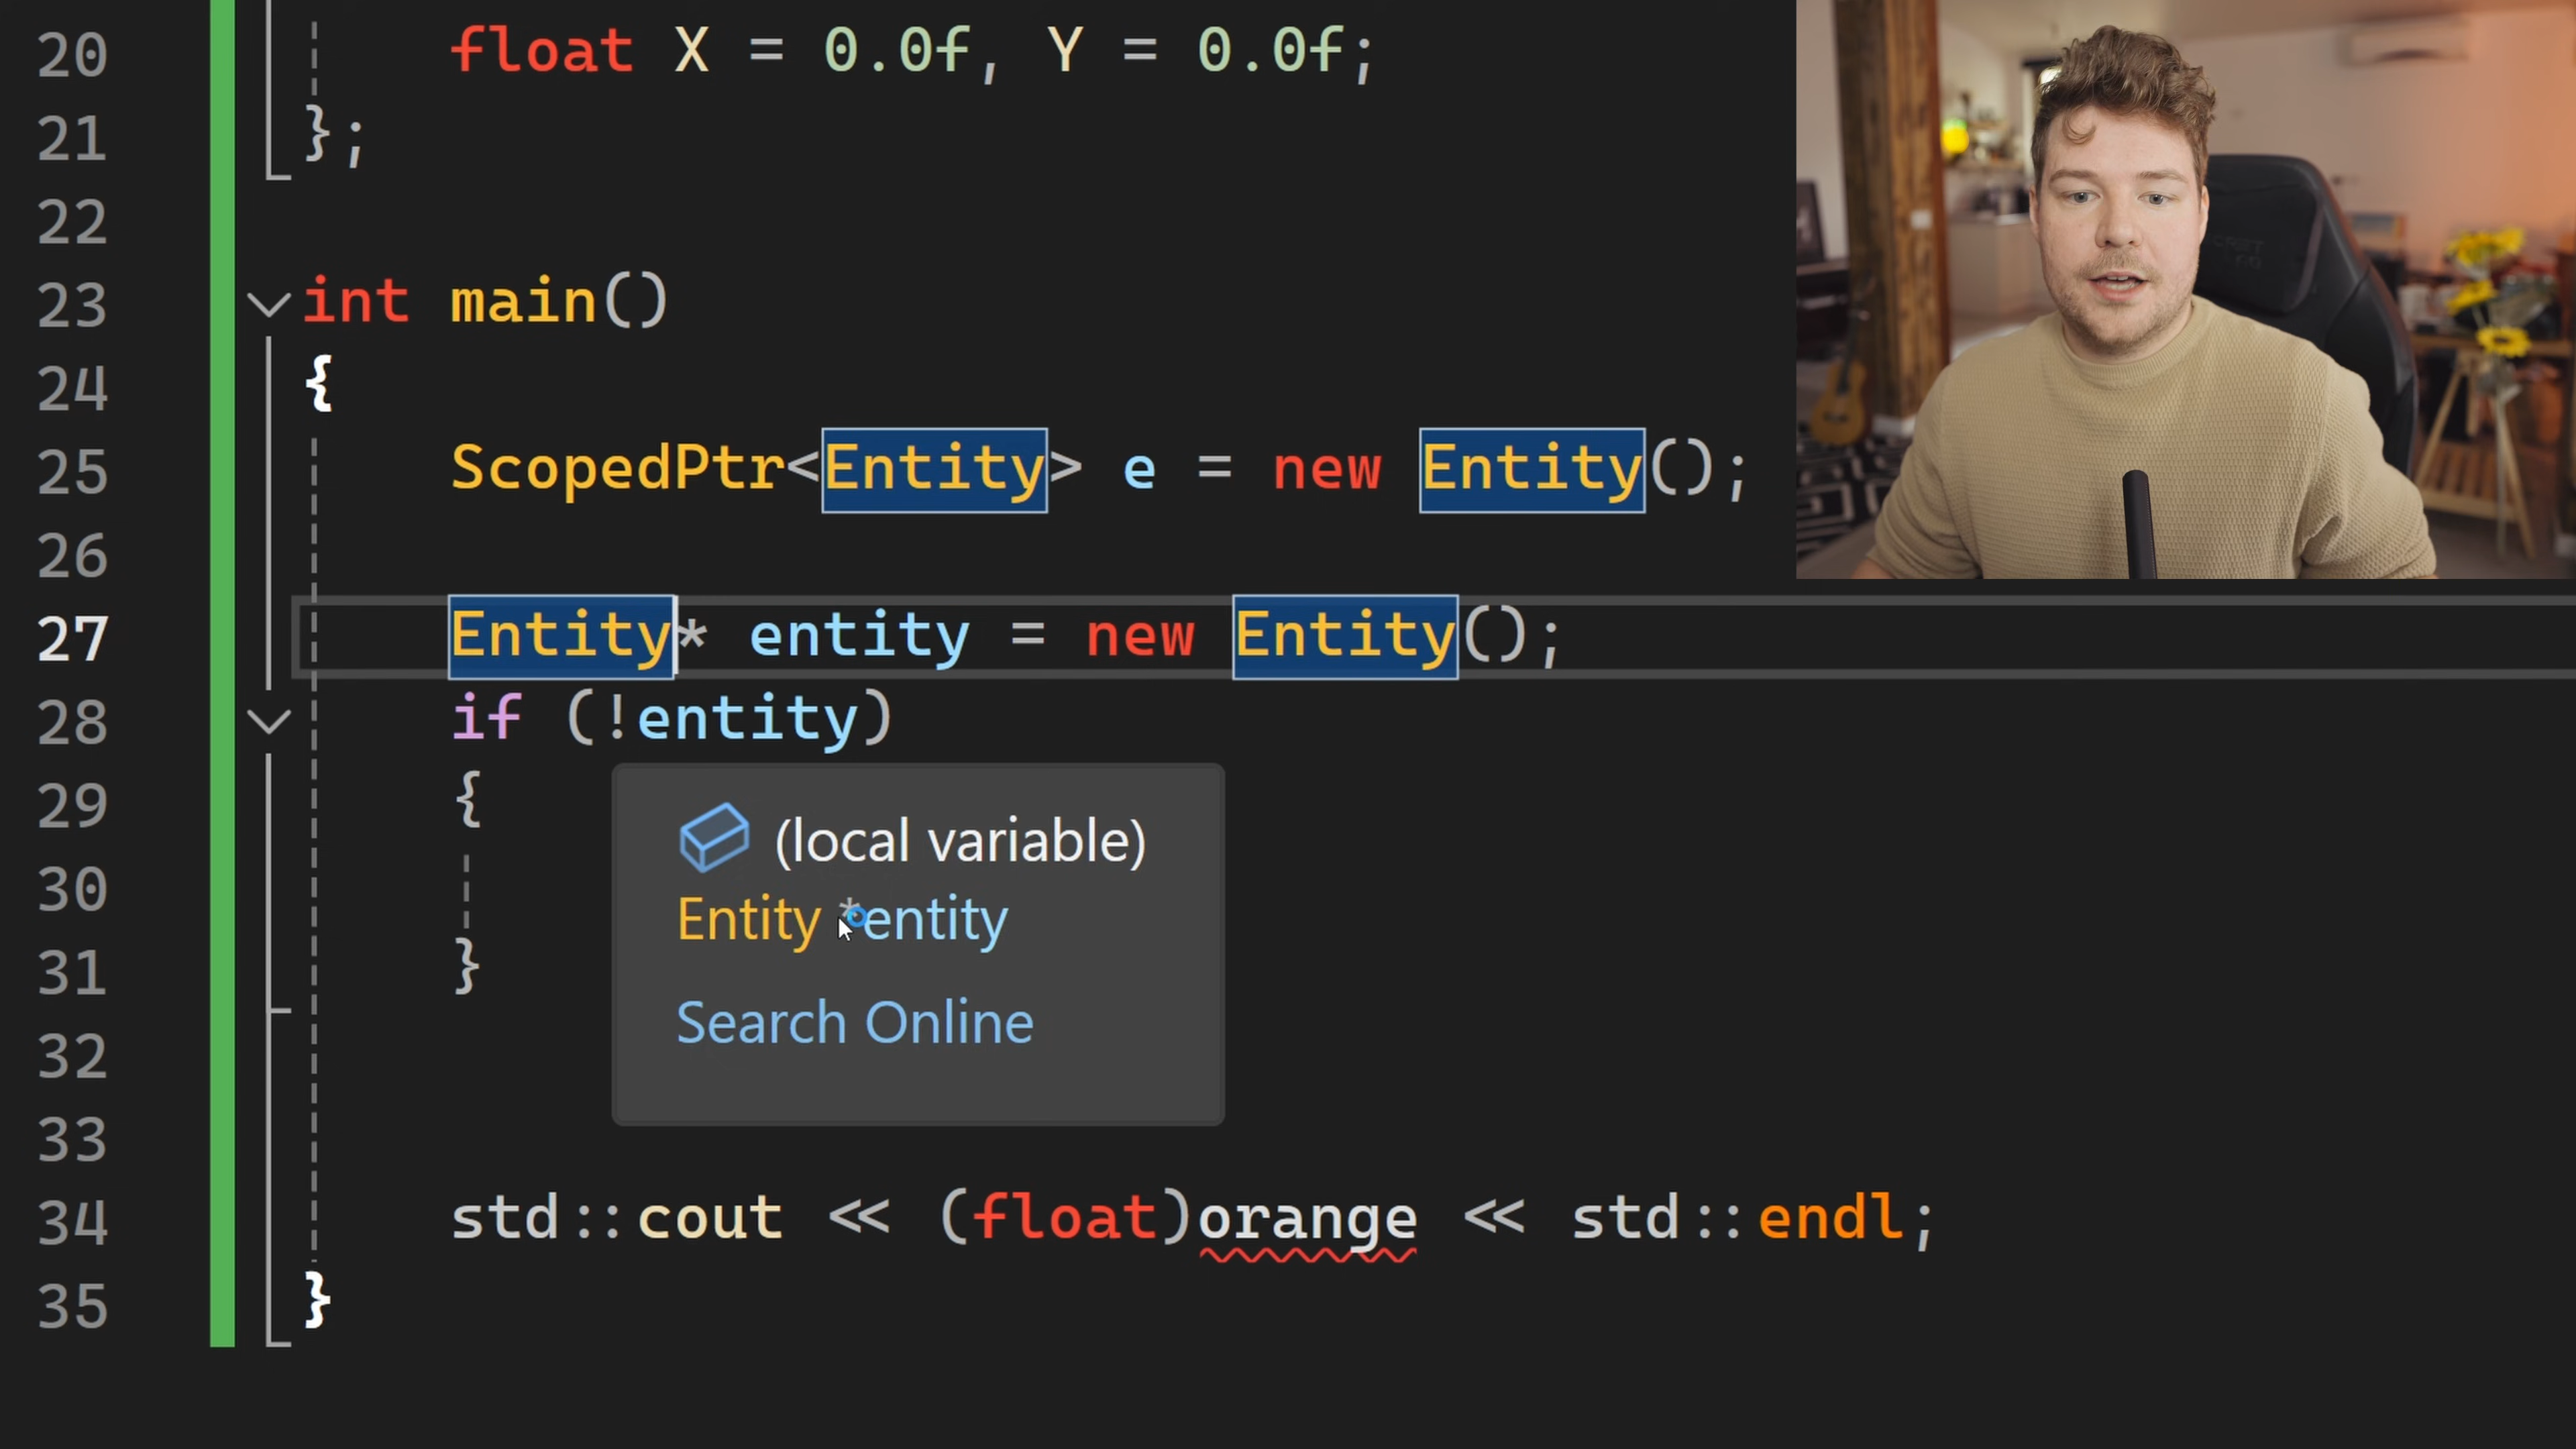 20 float X = 0.0f, Y = 0.0f;
21 };
22
23 int main()
24 {
25 ScopedPtr<Entity> e = new Entity();
26
27 Entity* entity = new Entity();
28 if (!entity)
29 {
(local variable)
30
Entity *entity
31 }
Search Online
32
33
34 std::cout << (float)orange << std::endl;
35 }